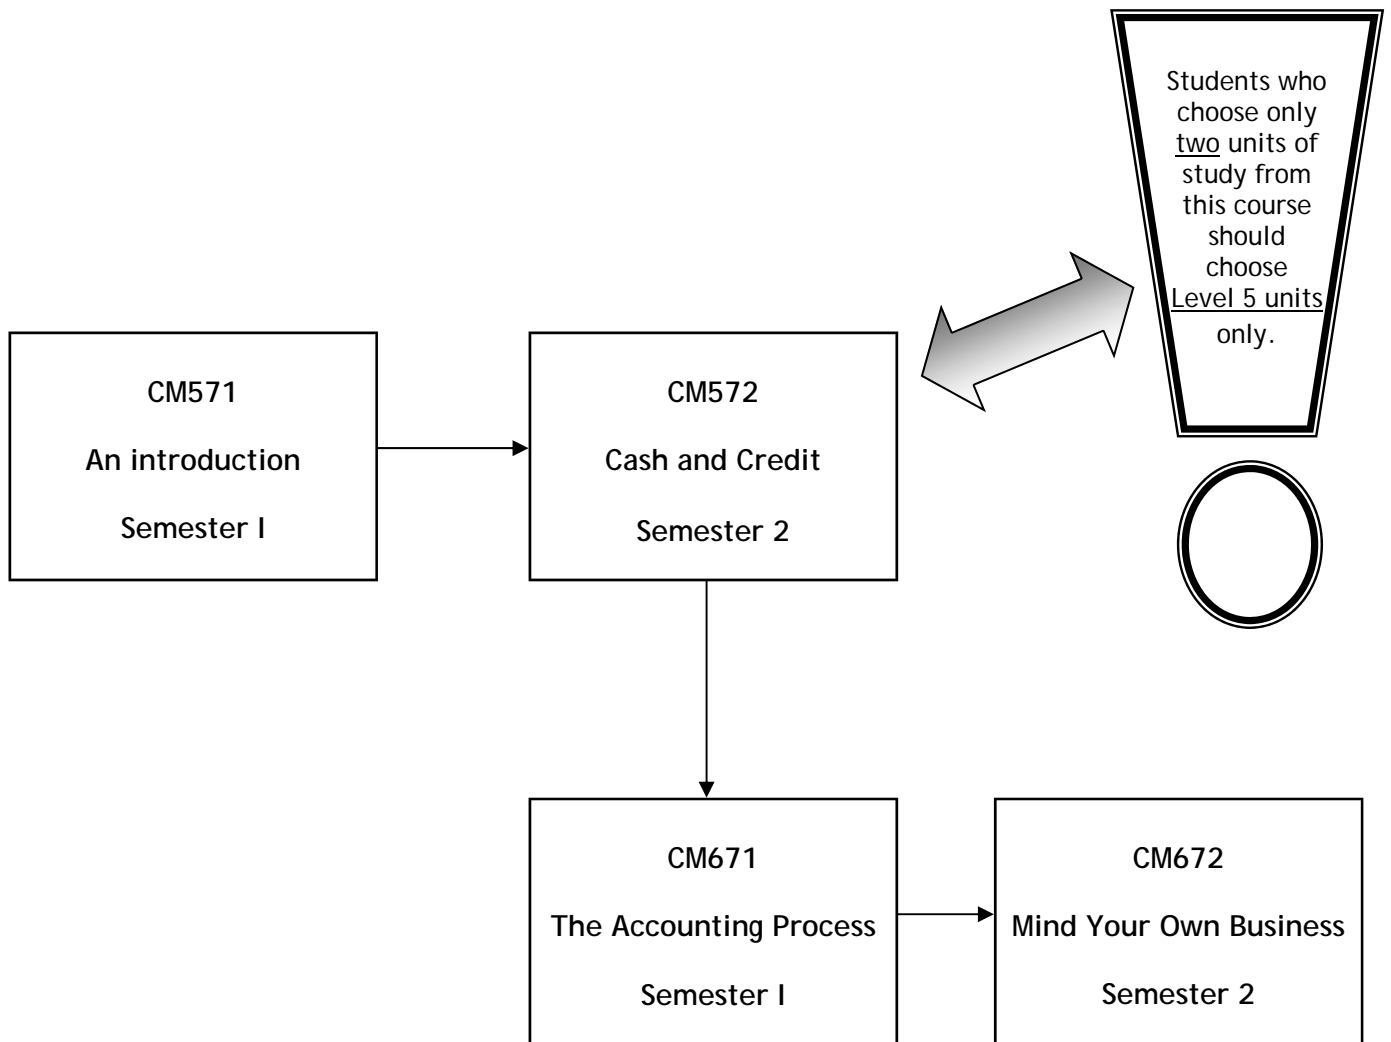 Students who
choose only
two units of
study from
this course
should
choose
Level 5 units
only.
CM571
An introduction
Semester I
CM572
Cash and Credit
Semester 2
CM671
The Accounting Process
Semester I
CM672
Mind Your Own Business
Semester 2